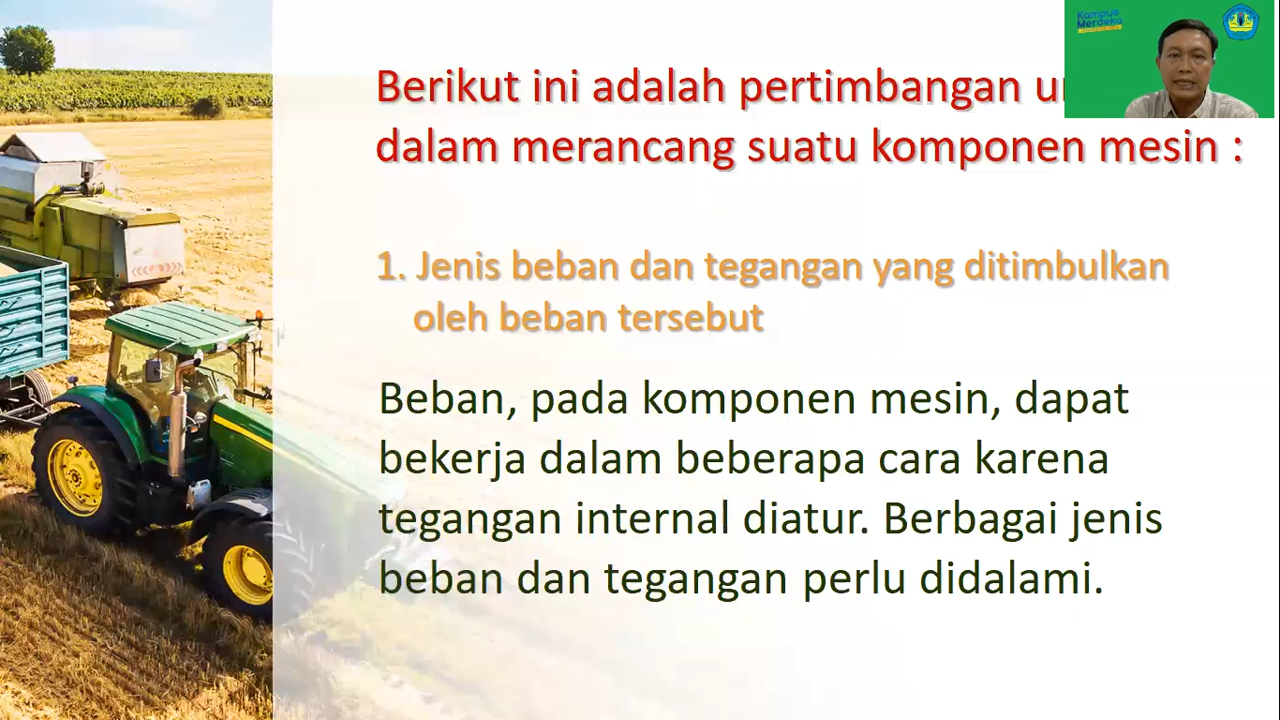 Berikut ini adalah pertimbangan
dalam merancang suatu komponen mesin :
Kampus
Merdeka
1. Jenis beban dan tegangan yang ditimbulkan
oleh beban tersebut
Beban, pada komponen mesin, dapat
bekerja dalam beberapa cara karena
tegangan internal diatur. Berbagai jenis
beban dan tegangan perlu didalami.